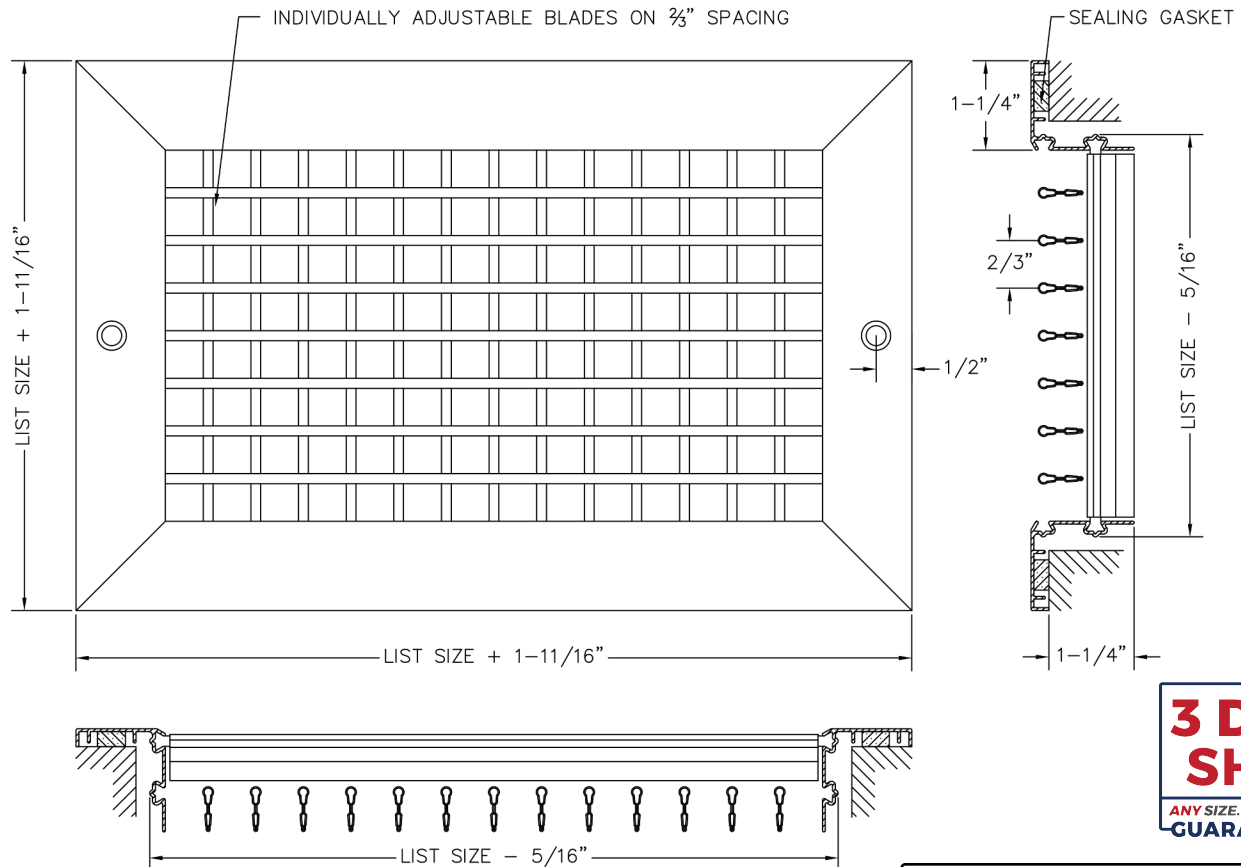 INDIVIDUALLY ADJUSTABLE BLADES ON ⅔" SPACING
SEALING GASKET
1-1/4"
LIST SIZE + 1-11/16"
2/3"
LIST SIZE - 5/16"
1/2"
LIST SIZE + 1-11/16"
1-1/4"
LIST SIZE - 5/16"
3 D
SH
ANY SIZE.
GUARA